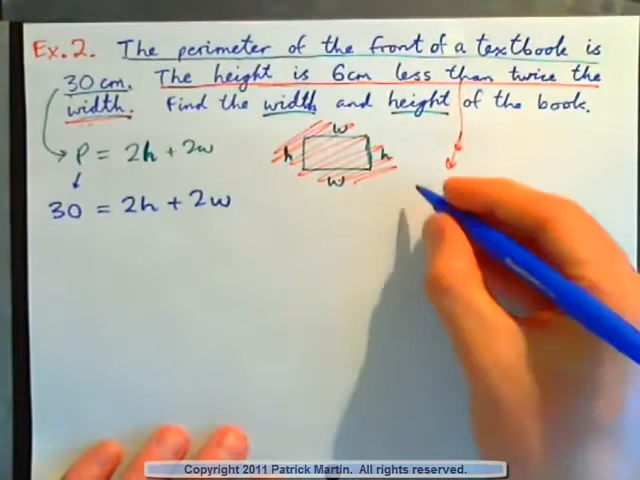 Ex. 2. The perimeter of the front of a textbook is
30 cm. The height is 6cm less than twice the
width. Find the width and height of the book.
P = 2h + 2w
w
h
h
w
30 = 2h + 2w
Copyright 2011 Patrick Martin. All rights reserved.